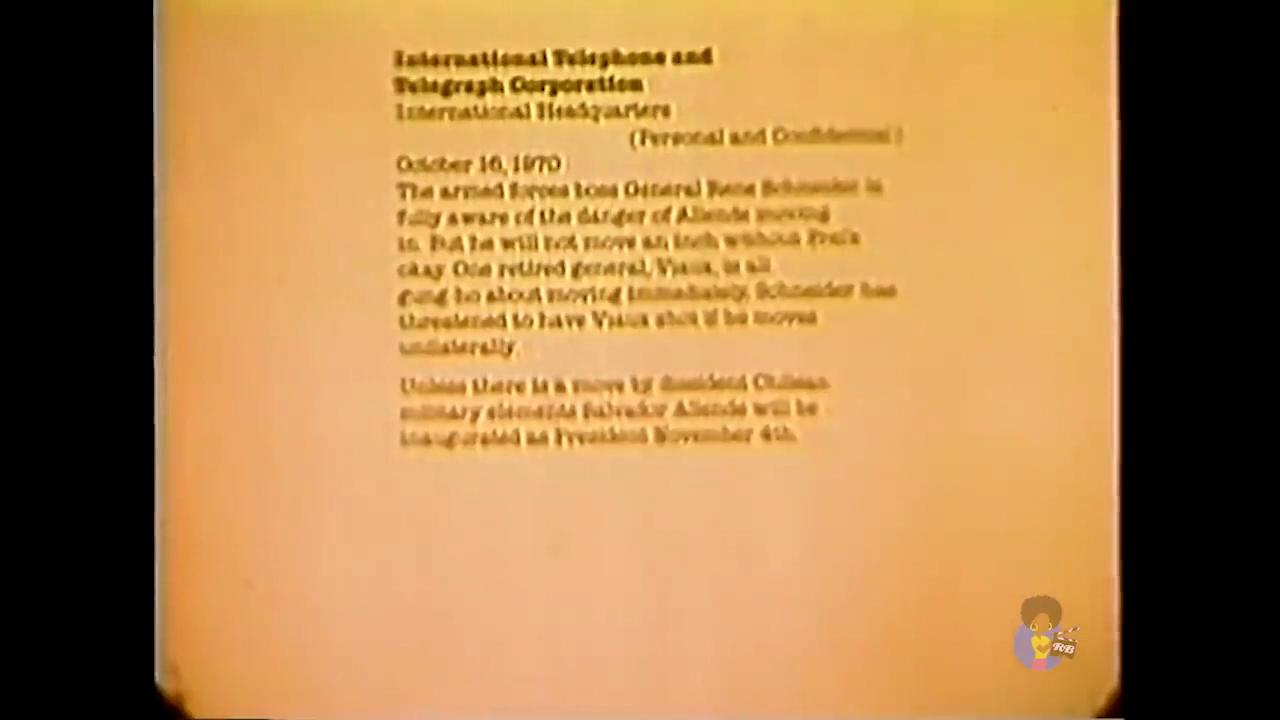 International Telephone and
Telegraph Corporation
International Headquarters
(Personal and Confidential)
October 16, 1970
The armed forces boss General Rene Schneider is
fully aware of the danger of Allende moving
in. But he will not move an inch without Frei's
okay. One retired general, Viaux, is all
gung ho about moving immediately. Schneider has
threatened to have Viaux shot if he moves
unilaterally.
Unless there is a move by dissident Chilean
military elements Salvador Allende will be
inaugurated as President November 4th.
RB